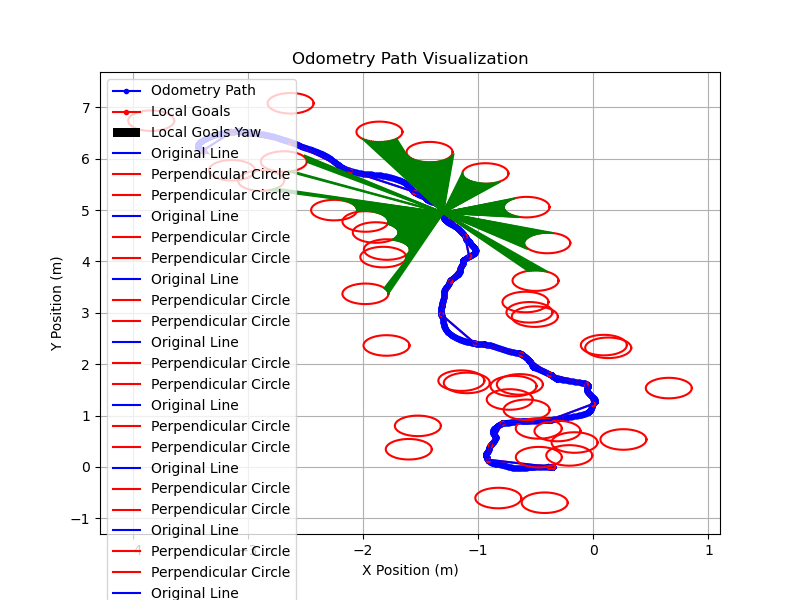 Odometry Path Visualization
7
6
5
4
3
2
1
0
−1
Y Position (m)
Odometry Path
Local Goals
Local Goals Yaw
Original Line
Perpendicular Circle
Perpendicular Circle
Original Line
Perpendicular Circle
Perpendicular Circle
Original Line
Perpendicular Circle
Perpendicular Circle
Original Line
Perpendicular Circle
Perpendicular Circle
Original Line
Perpendicular Circle
Perpendicular Circle
Original Line
Perpendicular Circle
Perpendicular Circle
Original Line
Perpendicular Circle
Perpendicular Circle
Original Line
−2
−1
0
1
X Position (m)